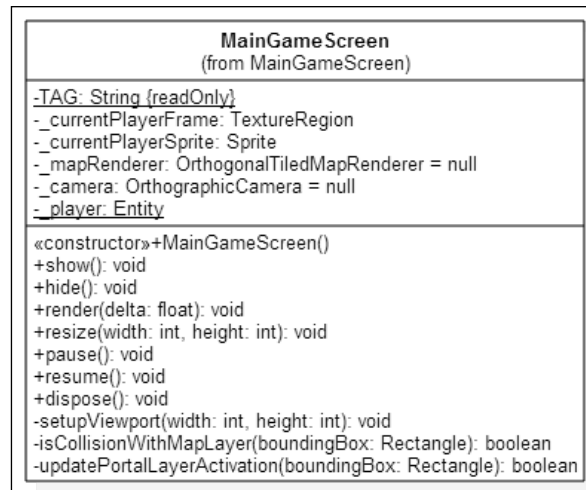 MainGameScreen
(from MainGameScreen)
-TAG: String {readOnly}
-_currentPlayerFrame: TextureRegion
-_currentPlayerSprite: Sprite
-_mapRenderer: OrthogonalTiledMapRenderer = null
-_camera: OrthographicCamera = null
-_player: Entity
«constructor»+MainGameScreen()
+show(): void
+hide(): void
+render(delta: float): void
+resize(width: int, height: int): void
+pause(): void
+resume(): void
+dispose(): void
-setupViewport(width: int, height: int): void
-isCollisionWithMapLayer(boundingBox: Rectangle): boolean
-updatePortalLayerActivation(boundingBox: Rectangle): boolean